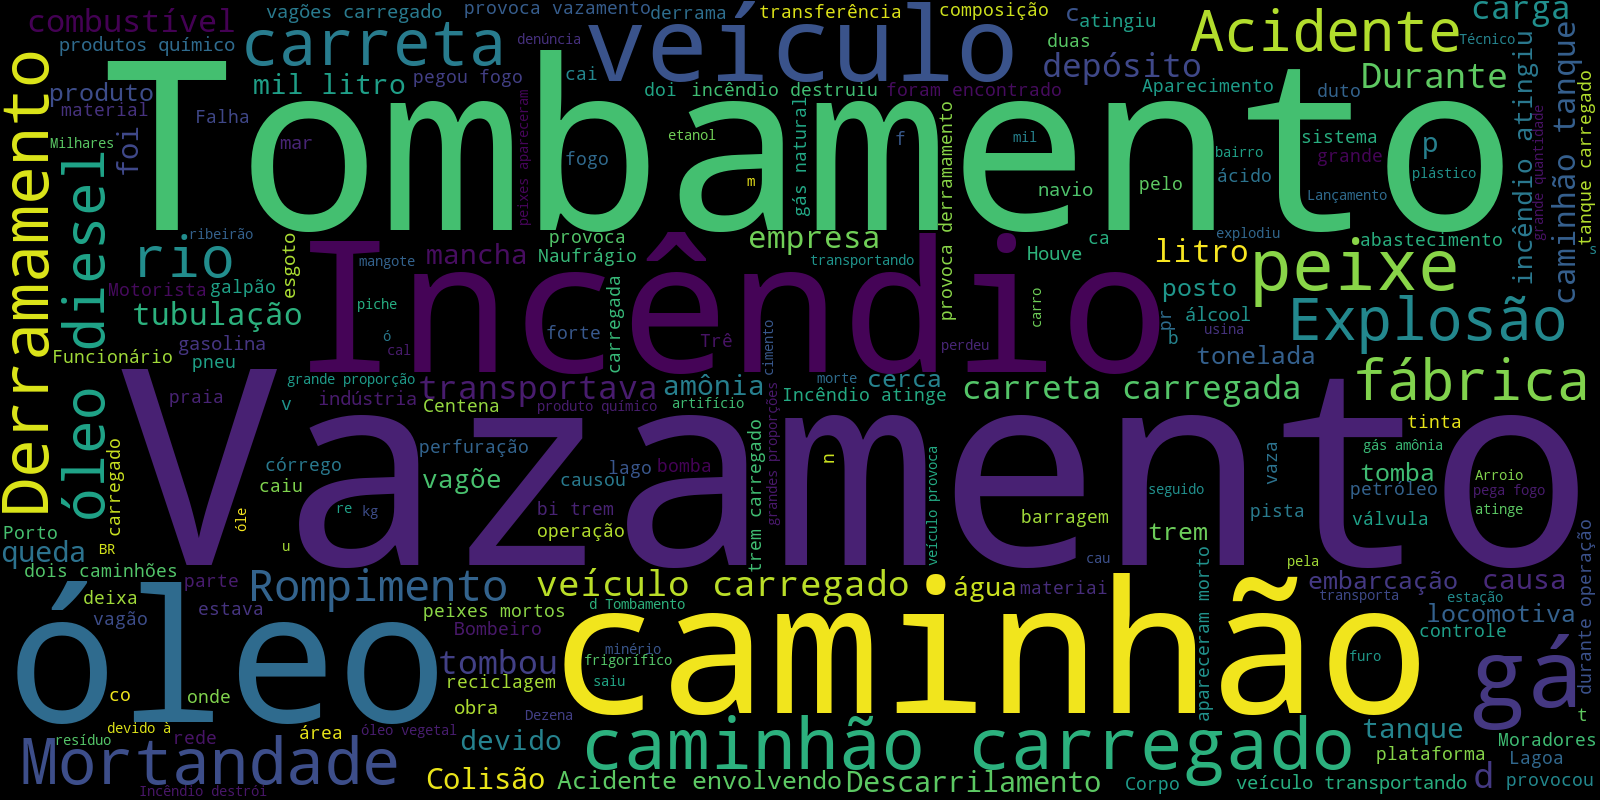 combustível
vagões carregado
provoca vazamento
derrama
transferência
composição
c
atingiu
carga
produtos químico
carreta
denúncia
veículo
duas
Acidente
Técnico
mil litro
pegou fogo
cai
depósito
produto
doi
incêndio destruiu
foram encontrado
Aparecimento
duto
Durante
material
Falha
Tombamento
Milhares
foi
mar
fogo
etanol
f
mil
bairro
sistema
p
grande
peixes apareceram
m
gás natural
navio
pelo
ácido
Lançamento
plástico
Derramamento
óleo diesel
incêndio atingiu
grande quantidade
caminhão tanque
tanque carregado
ribeirão
rio
provoca
Naufrágio
empresa
provoca derramamento
explodiu
Houve
ca
litro
abastecimento
s
mancha
mangote
transportando
peixe
Motorista
galpão
esgoto
Incêndio
carregada
piche
carro
posto
álcool
tubulação
forte
Trê
cimento
pr
b
usina
Explosão
gasolina
ó
cal
perdeu
Funcionário
pneu
tonelada
grande proporção
transportava
amônia
morte
cerca
carreta carregada
fábrica
praia
v
indústria
Centena
produto químico
artifício
Incêndio atinge
tinta
Vazamento
carregado
perfuração
córrego
caiu
vagõe
causou
lago
bomba
trem carregado
grandes proporções
n
veículo provoca
vaza
gás amônia
tomba
Arroio
seguido
petróleo
pega fogo
atinge
Porto
óle
re
kg
bi trem
operação
barragem
pista
válvula
queda
BR
u
trem
cau
pela
dois caminhões
parte
Rompimento
veículo carregado
água
materiai
embarcação
causa
durante operação
deixa
estava
vagão
peixes mortos
d Tombamento
apareceram morto
transporta
estação
locomotiva
óleo
Bombeiro
minério
caminhão
controle
tombou
frigorífico
furo
gá
co
onde
reciclagem
saiu
devido à
área
óleo vegetal
obra
Dezena
t
resíduo
rede
devido
caminhão carregado
tanque
Moradores
Mortandade
plataforma
Lagoa
Incêndio destrói
Colisão
Acidente envolvendo
Descarrilamento
Corpo
veículo transportando
d
provocou